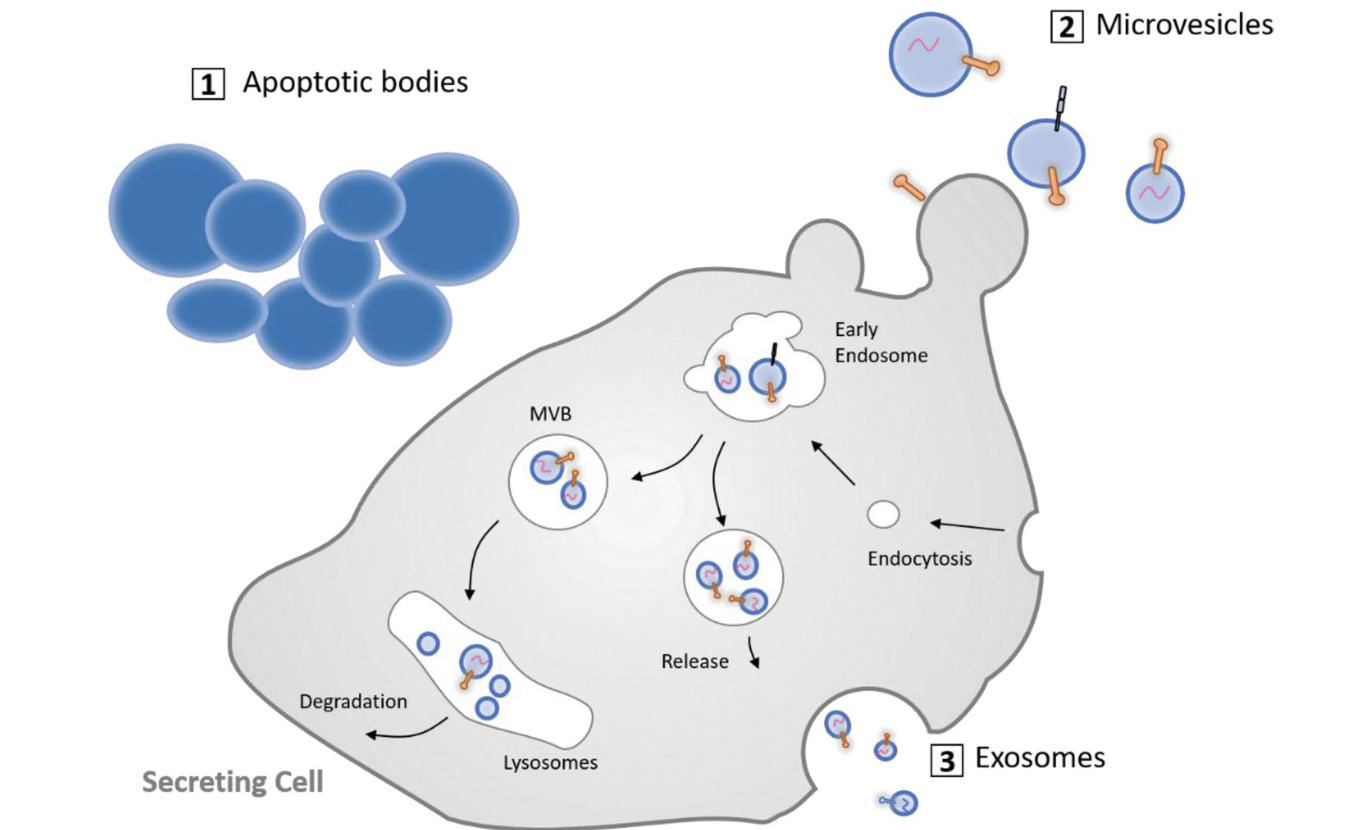 2 Microvesicles
1 Apoptotic bodies
Early
Endosome
MVB
Endocytosis
Release
Degradation
Lysosomes
3 Exosomes
Secreting Cell